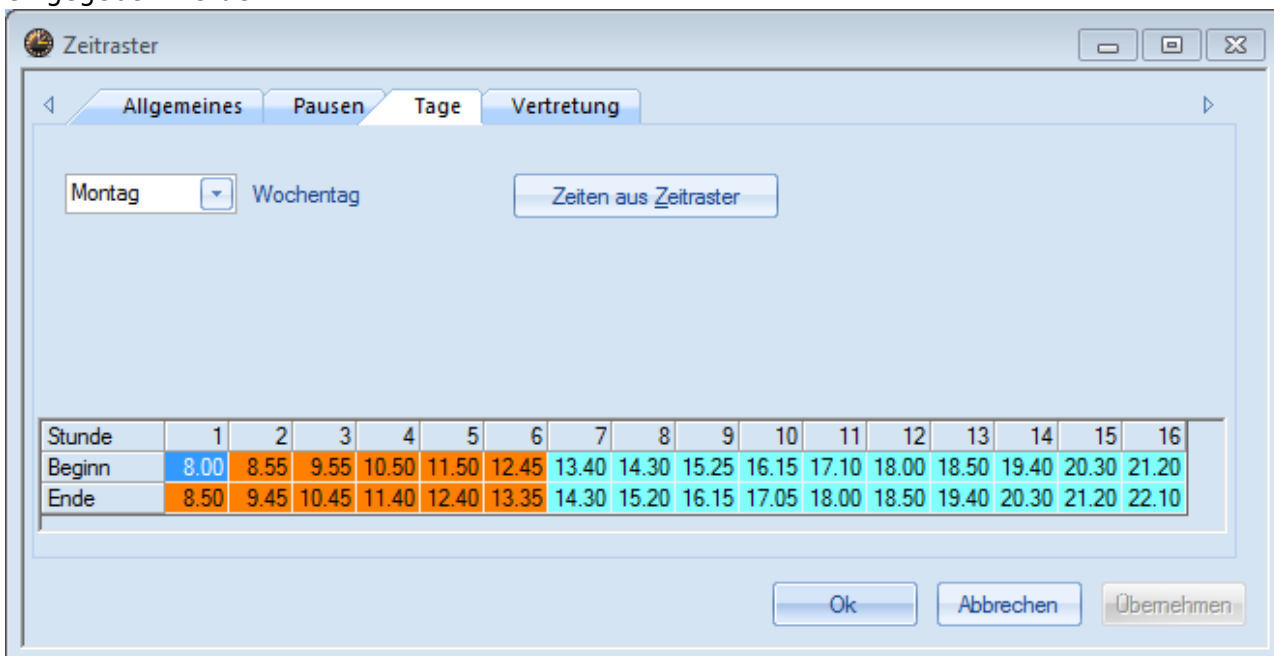 Zeitraster
Allgemeines Pausen Tage Vertretung
Montag Wochentag Zeiten aus Zeitraster
Stunde 1 2 3 4 5 6 7 8 9 10 11 12 13 14 15 16
Beginn 8.00 8.55 9.55 10.50 11.50 12.45 13.40 14.30 15.25 16.15 17.10 18.00 18.50 19.40 20.30 21.20
Ende 8.50 9.45 10.45 11.40 12.40 13.35 14.30 15.20 16.15 17.05 18.00 18.50 19.40 20.30 21.20 22.10
Ok Abbrechen Übernehmen